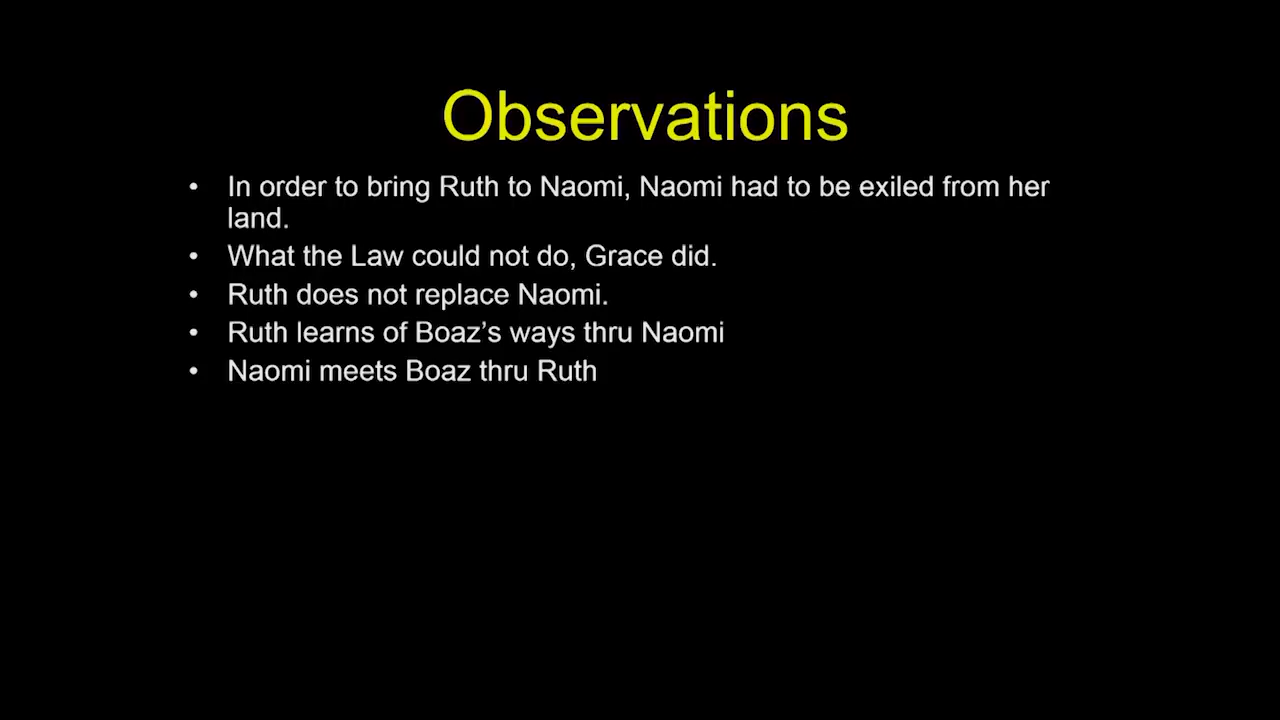 Observations
• In order to bring Ruth to Naomi, Naomi had to be exiled from her
land.
• What the Law could not do, Grace did.
• Ruth does not replace Naomi.
• Ruth learns of Boaz’s ways thru Naomi
• Naomi meets Boaz thru Ruth